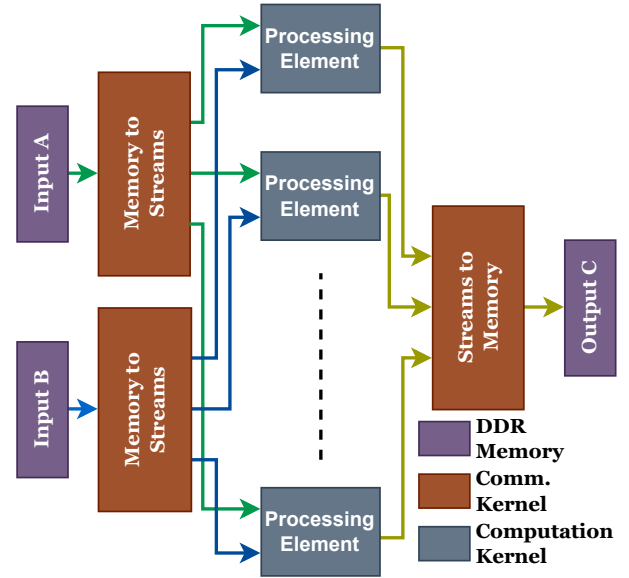 Processing
Element
Input A
Memory to
Streams
Processing
Element
Streams to
Memory
Output C
Input B
Memory to
Streams
Processing
Element
DDR
Memory
Comm.
Kernel
Computation
Kernel